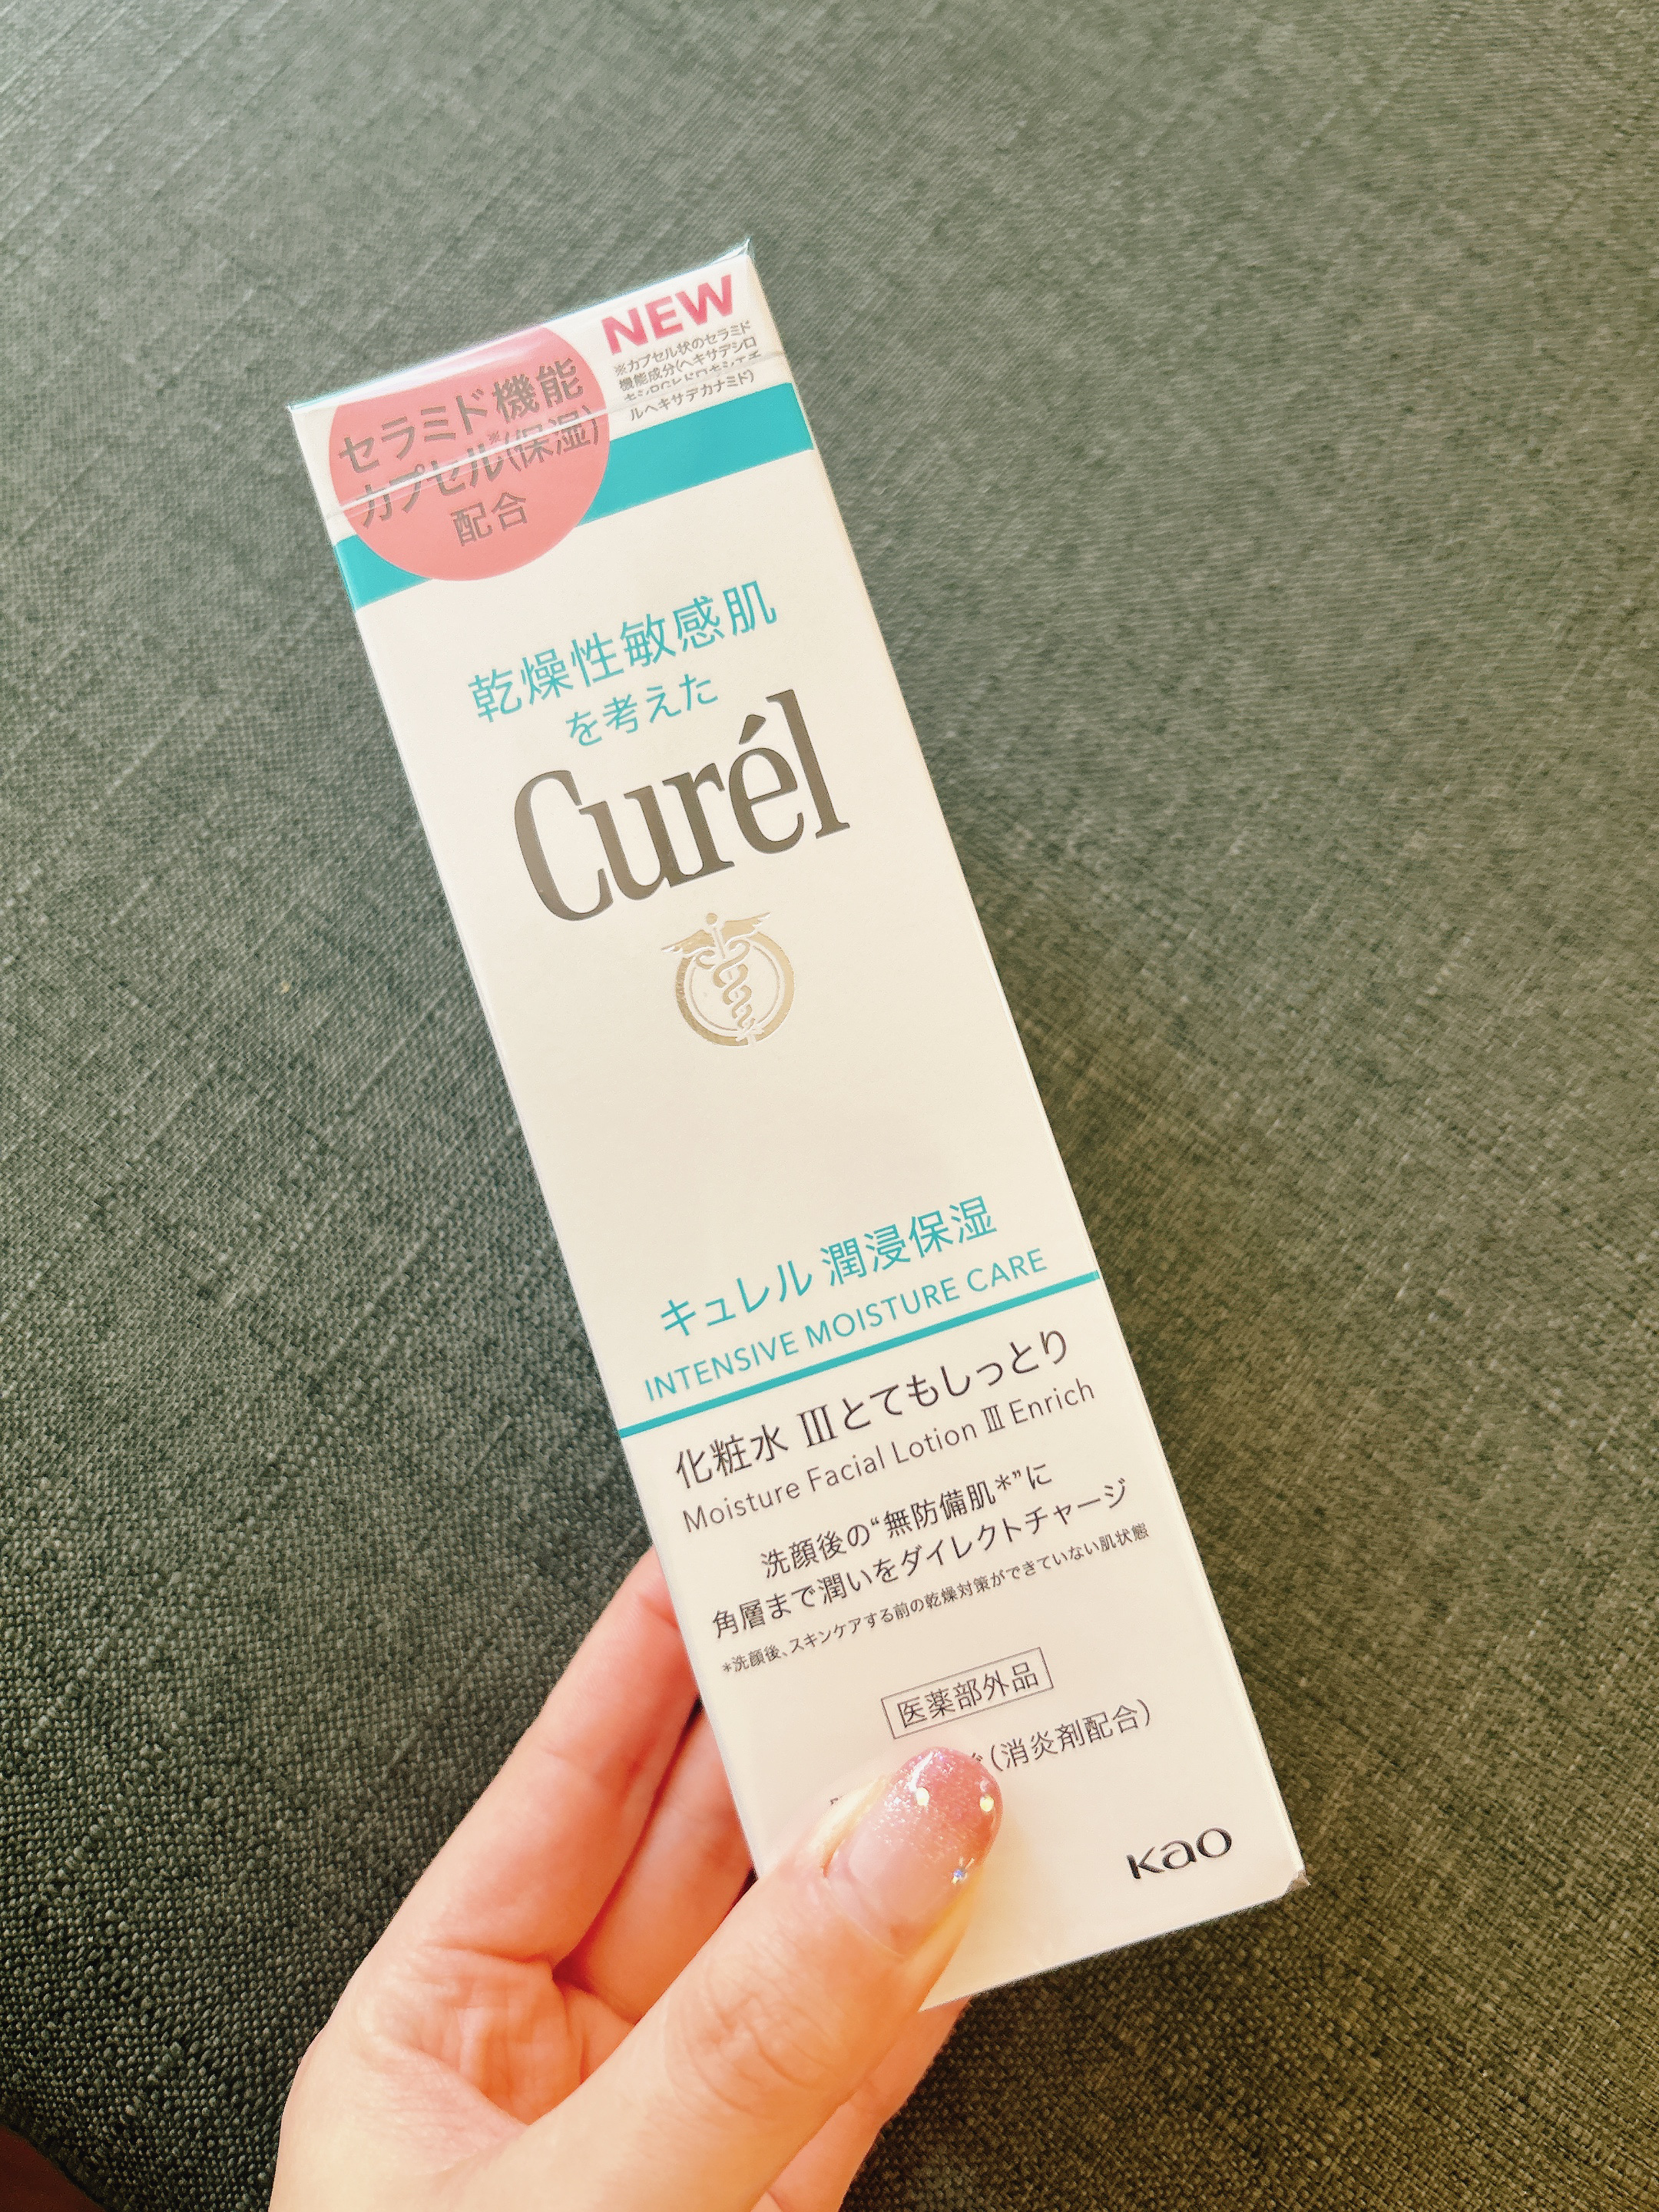 NEW
※カプセル状のセラミド
機能成分(ヘキサデシロ
ルヘキサデカナミド)
セラミド機能
カプセル※(保湿)
配合
乾燥性敏感肌
を考えた
Curél
キュレル 潤浸保湿
INTENSIVE MOISTURE CARE
化粧水 Ⅲとてもしっとり
Moisture Facial Lotion Ⅲ Enrich
洗顔後の“無防備肌＊”に
角層まで潤いをダイレクトチャージ
＊洗顔後、スキンケアする前の乾燥対策ができていない肌状態
医薬部外品
(消炎剤配合)
Kao